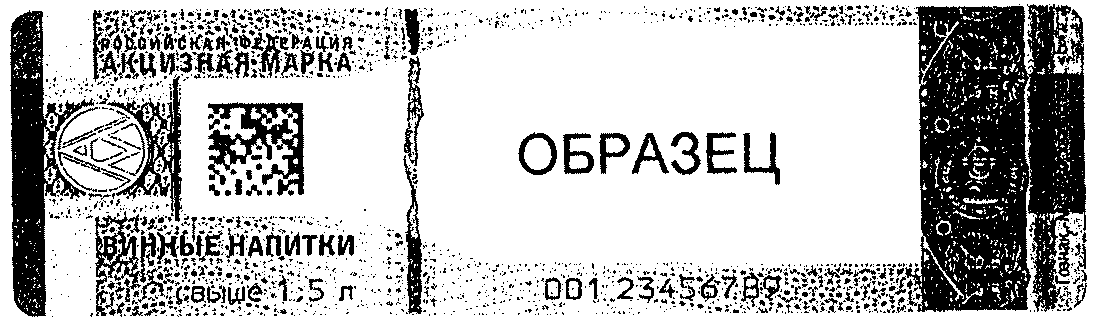 РОССИЙСКАЯ ФЕДЕРАЦИЯ
АКЦИЗНАЯ МАРКА
ОБРАЗЕЦ
ВИННЫЕ НАПИТКИ
свыше 1,5 л
001 23456789